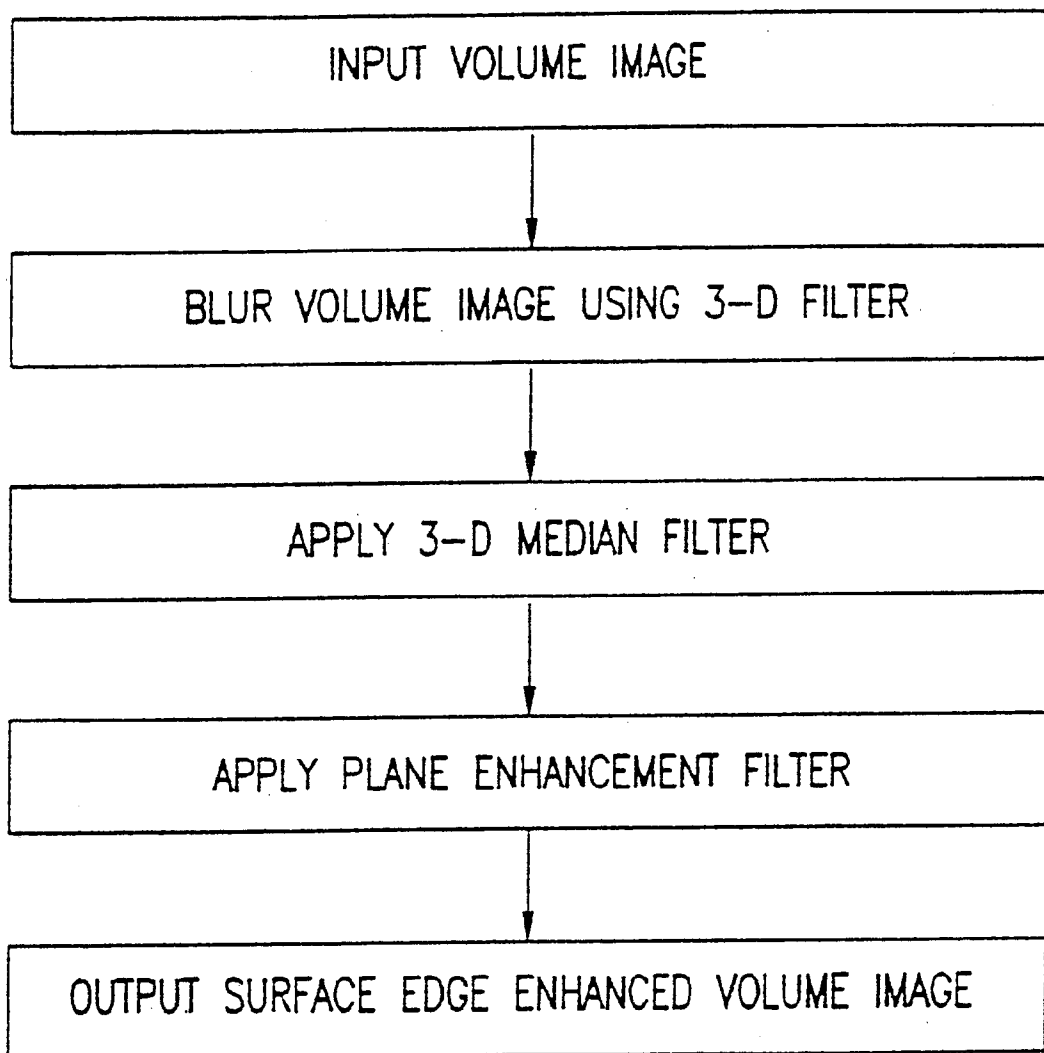 INPUT VOLUME IMAGE
BLUR VOLUME IMAGE USING 3-D FILTER
APPLY 3-D MEDIAN FILTER
APPLY PLANE ENHANCEMENT FILTER
OUTPUT SURFACE EDGE ENHANCED VOLUME IMAGE